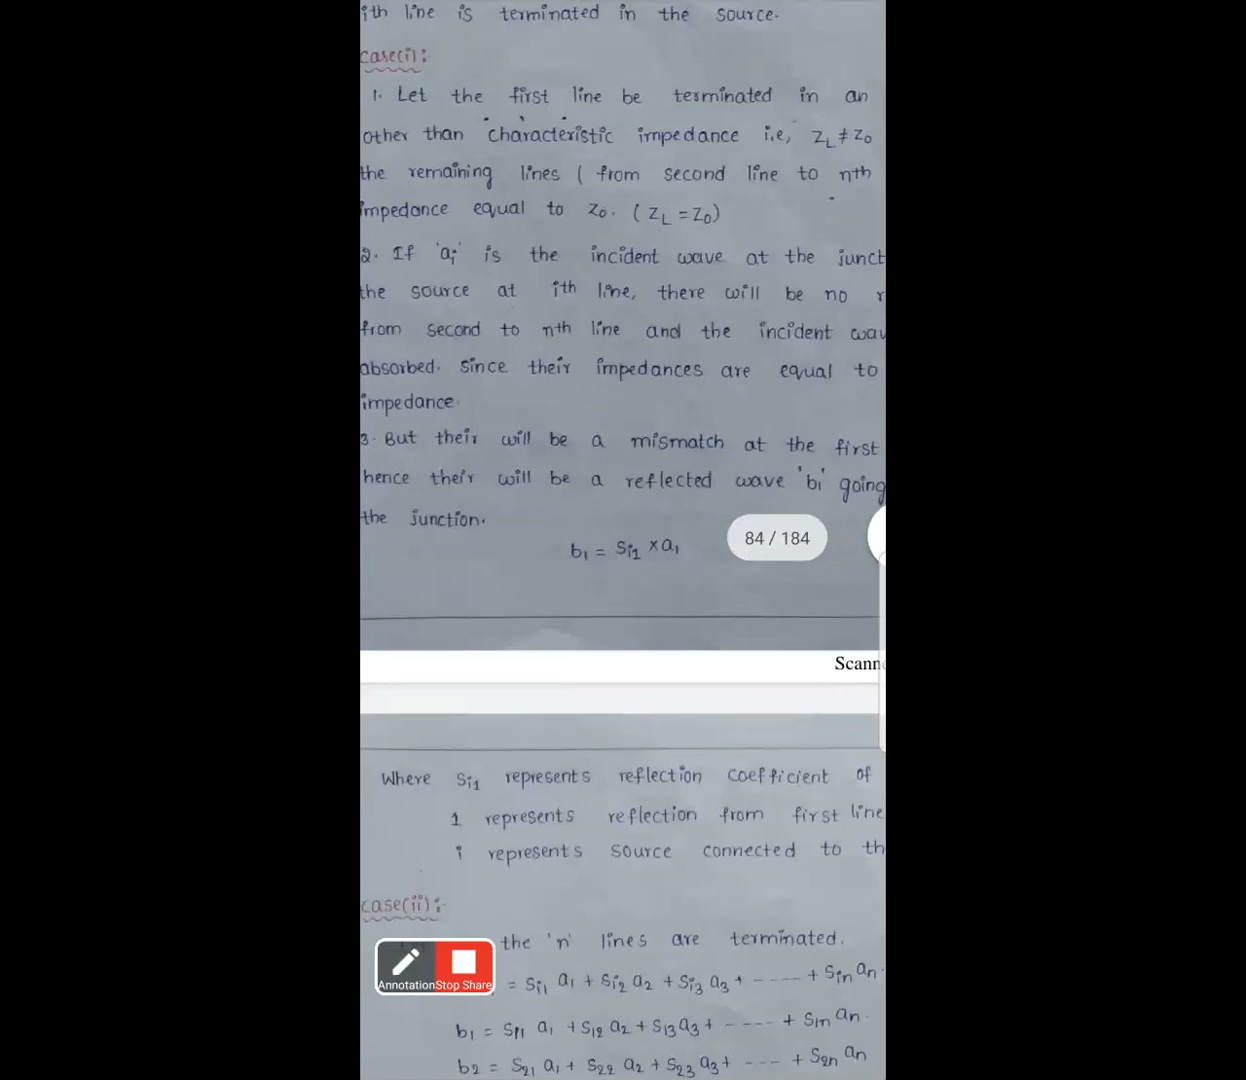 ith line is terminated in the source.
case(i):
1. Let the first line be terminated in an
other than characteristic impedance i.e, ZL ≠ Z0
the remaining lines ( from second line to nth
impedance equal to Z0. ( ZL = Z0)
2. If 'ai' is the incident wave at the junct
the source at ith line, there will be no r
from second to nth line and the incident wav
absorbed. Since their impedances are equal to
impedance.
3. But their will be a mismatch at the first
hence their will be a reflected wave 'bi' going
the junction.
b1 = Si1 × a1
84 / 184
Scann
Where Si1 represents reflection coefficient of
1 represents reflection from first line
i represents source connected to th
case(ii):
the 'n' lines are terminated.
= Si1 a1 + Si2 a2 + Si3 a3 + ----- + Sin an.
b1 = S11 a1 + S12 a2 + S13 a3 + ----- + S1n an.
b2 = S21 a1 + S22 a2 + S23 a3 + ---- + S2n an
Annotation Stop Share